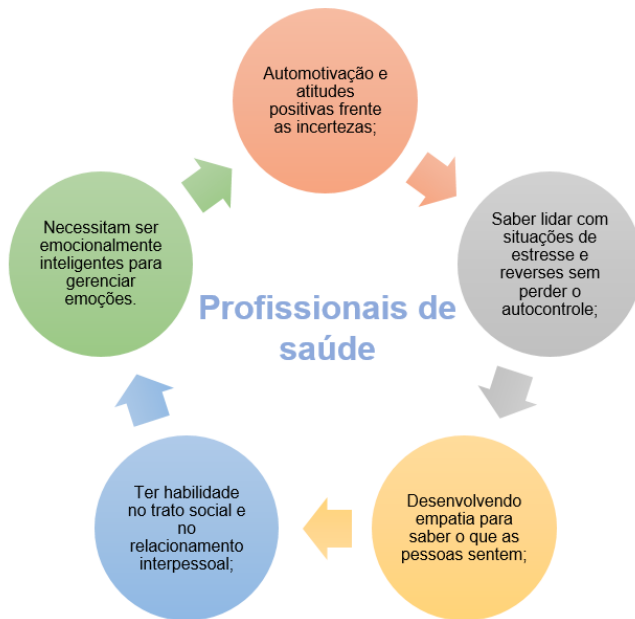 Automotivação e
atitudes
positivas frente
as incertezas;
Saber lidar com
situações de
estresse e
reverses sem
perder o
autocontrole;
Desenvolvendo
empatia para
saber o que as
pessoas sentem;
Ter habilidade
no trato social e
no
relacionamento
interpessoal;
Necessitam ser
emocionalmente
inteligentes para
gerenciar
emoções.
Profissionais de
saúde